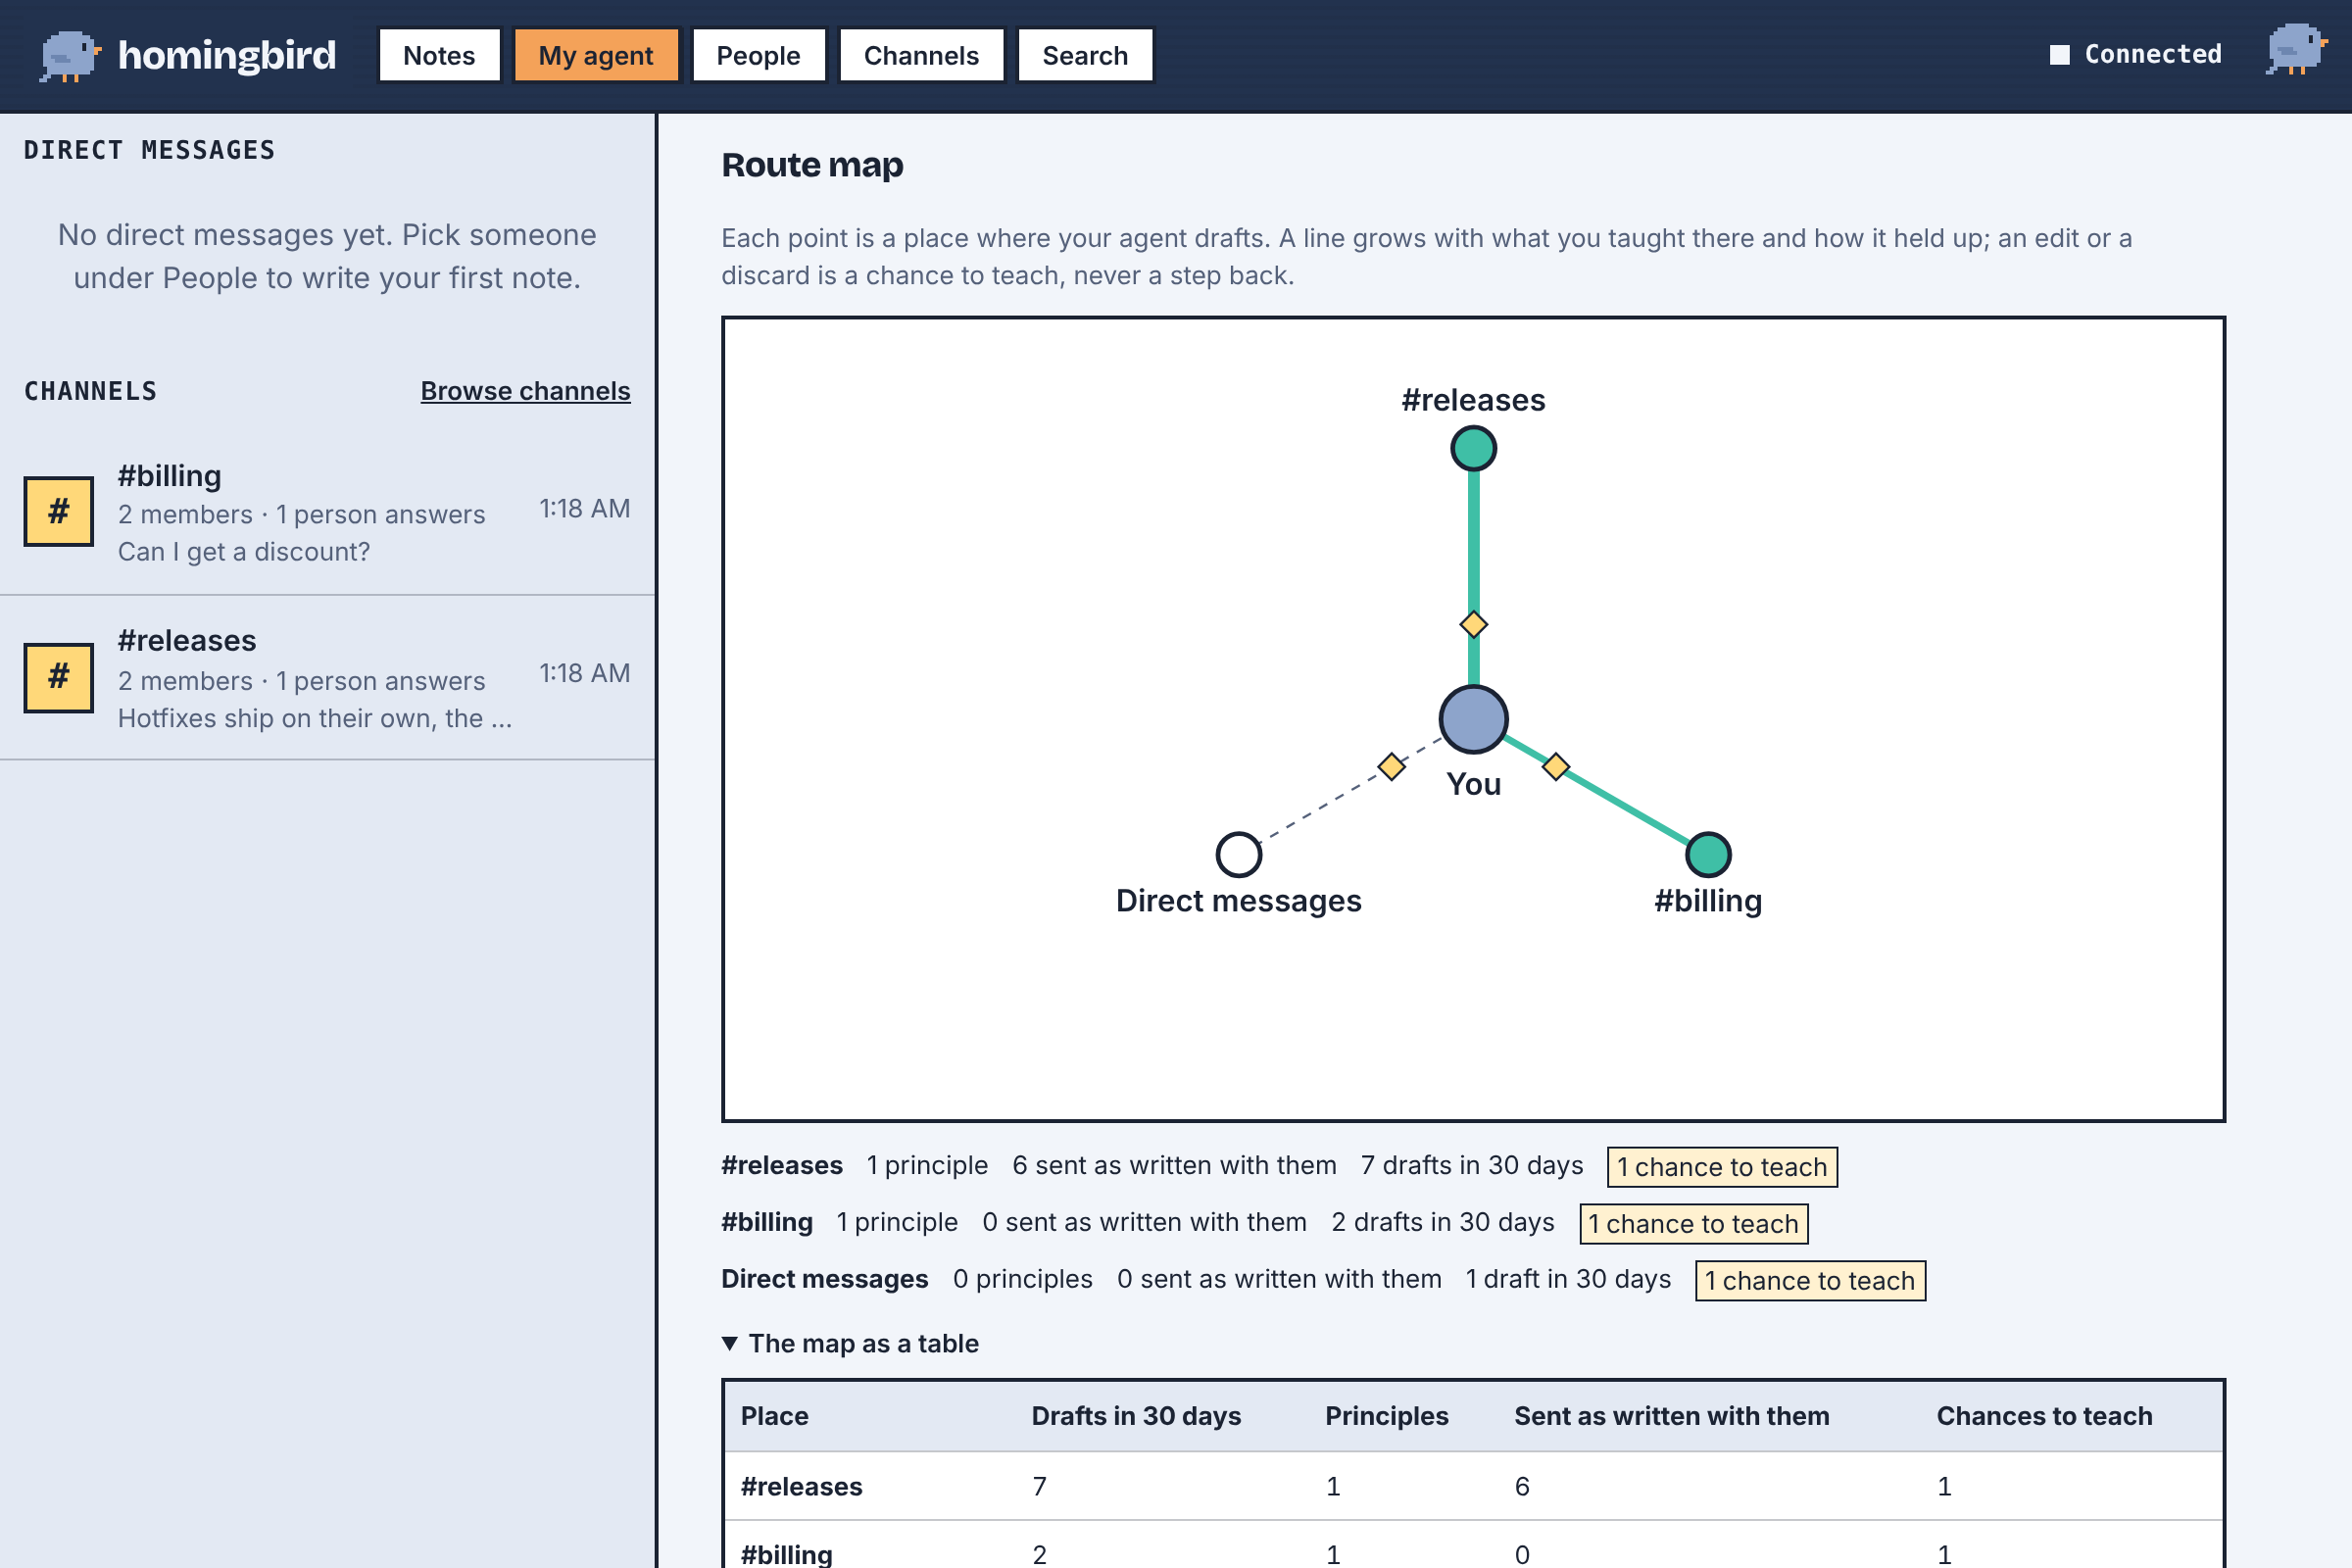 homingbird
Notes
My agent
People
Channels
Search
Connected
DIRECT MESSAGES
No direct messages yet. Pick someone
under People to write your first note.
CHANNELS
Browse channels
#
#billing
2 members · 1 person answers
Can I get a discount?
1:18 AM
#
#releases
2 members · 1 person answers
Hotfixes ship on their own, the ...
1:18 AM
Route map
Each point is a place where your agent drafts. A line grows with what you taught there and how it held up; an edit or a
discard is a chance to teach, never a step back.
#releases
You
Direct messages
#billing
#releases 1 principle 6 sent as written with them 7 drafts in 30 days 1 chance to teach
#billing 1 principle 0 sent as written with them 2 drafts in 30 days 1 chance to teach
Direct messages 0 principles 0 sent as written with them 1 draft in 30 days 1 chance to teach
▼ The map as a table
Place Drafts in 30 days Principles Sent as written with them Chances to teach
#releases 7 1 6 1
#billing 2 1 0 1